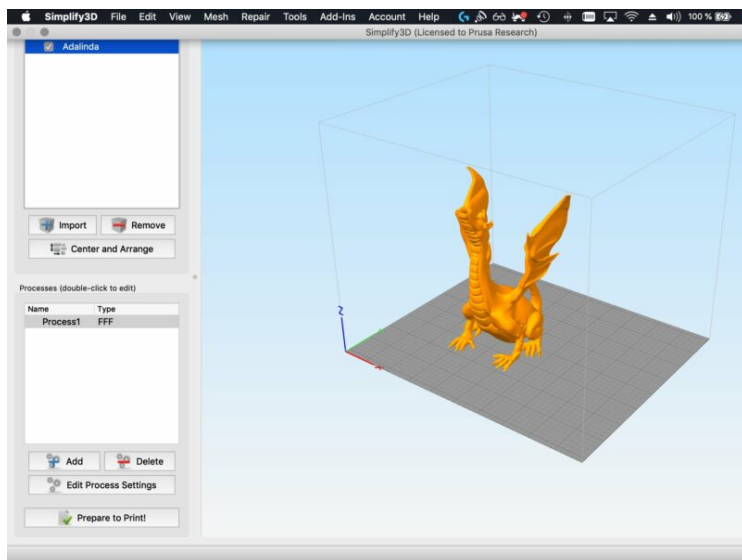 Simplify3D File Edit View Mesh Repair Tools Add-Ins Account Help 100 %
Simplify3D (Licensed to Prusa Research)
Adalinda
Import Remove
Center and Arrange
Processes (double-click to edit)
Name Type
Process1 FFF
Add Delete
Edit Process Settings
Prepare to Print!
Z